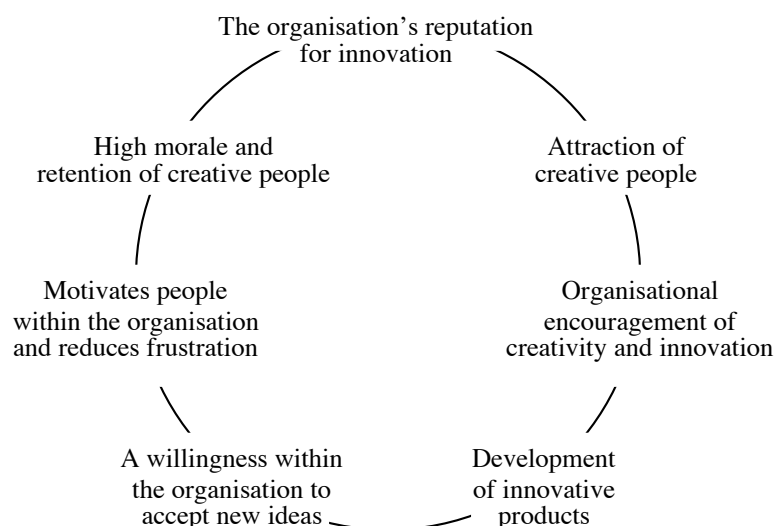 The organisation’s reputation
for innovation
High morale and
retention of creative people
Attraction of
creative people
Motivates people
within the organisation
and reduces frustration
Organisational
encouragement of
creativity and innovation
A willingness within
the organisation to
accept new ideas
Development
of innovative
products